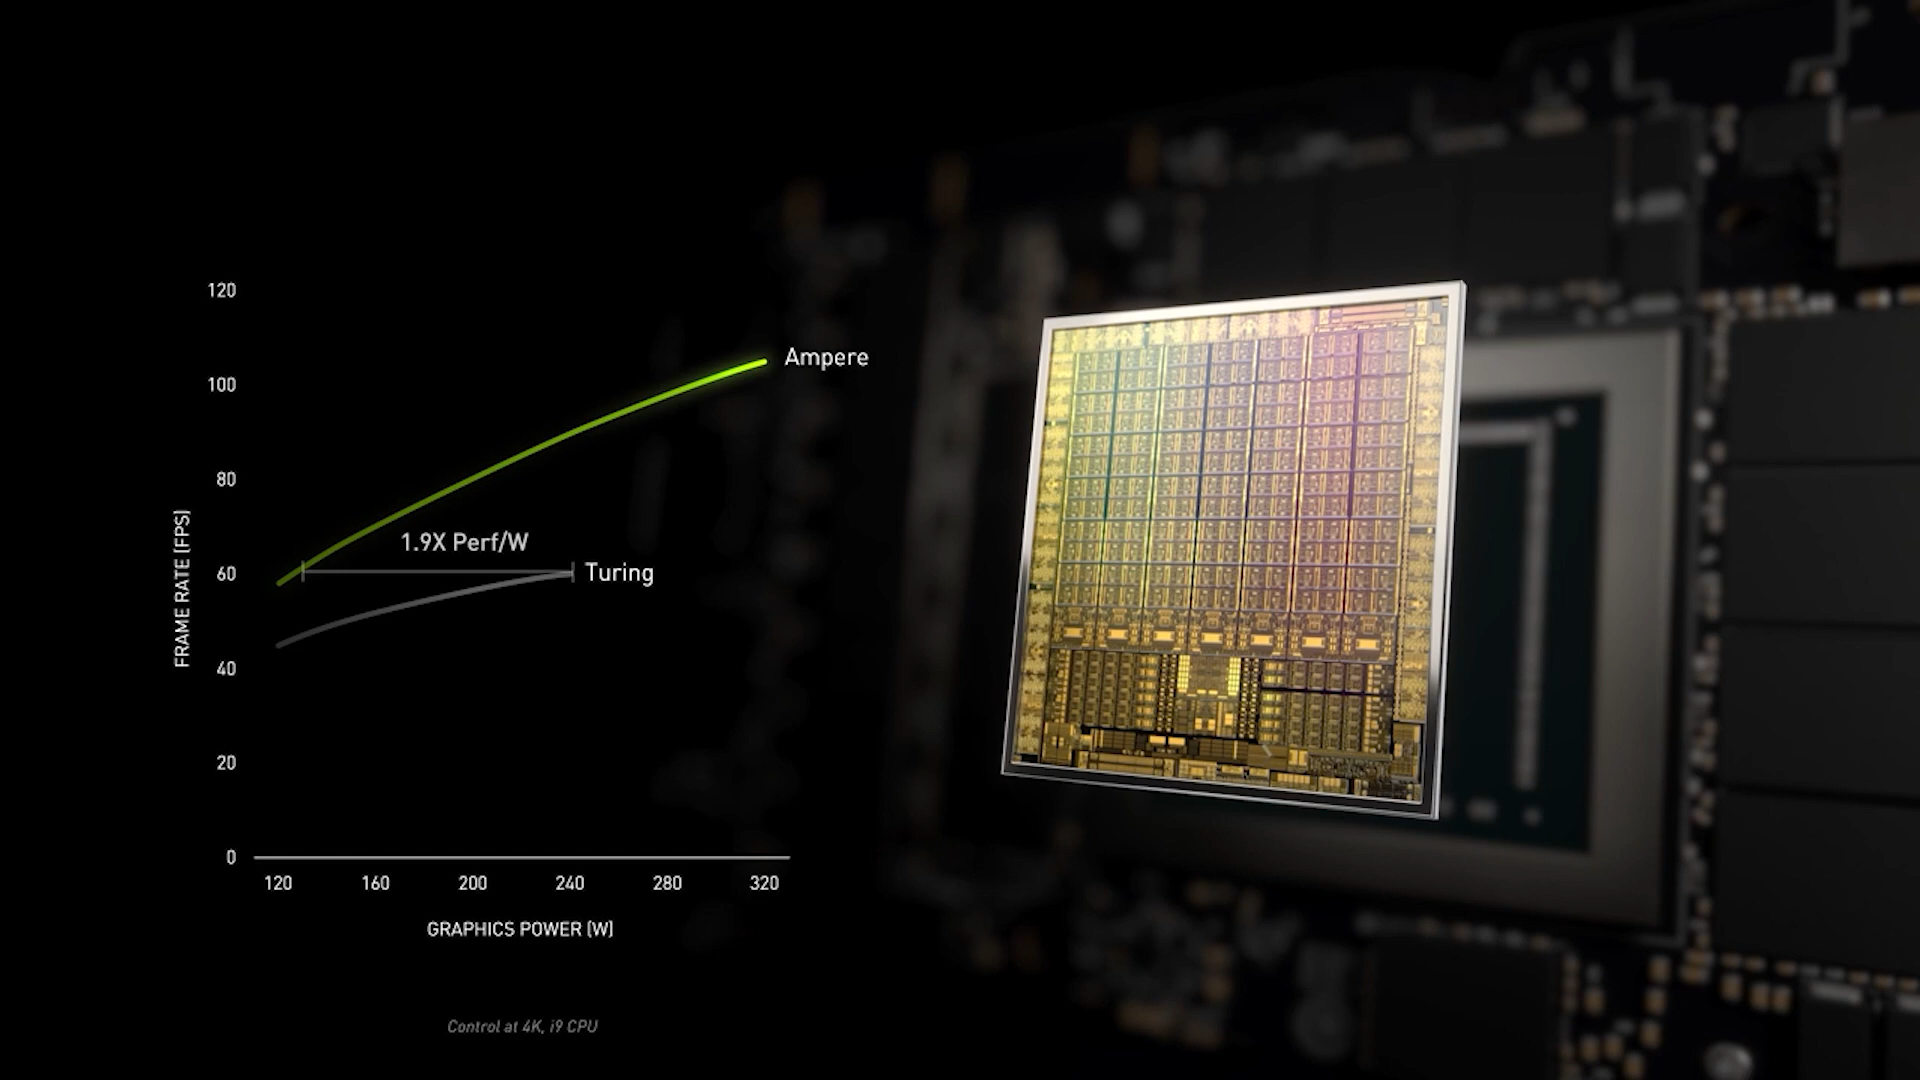 120
100
80
60
40
20
0
FRAME RATE [FPS]
Ampere
1.9X Perf/W
Turing
120 160 200 240 280 320
GRAPHICS POWER [W]
Control at 4K, i9 CPU